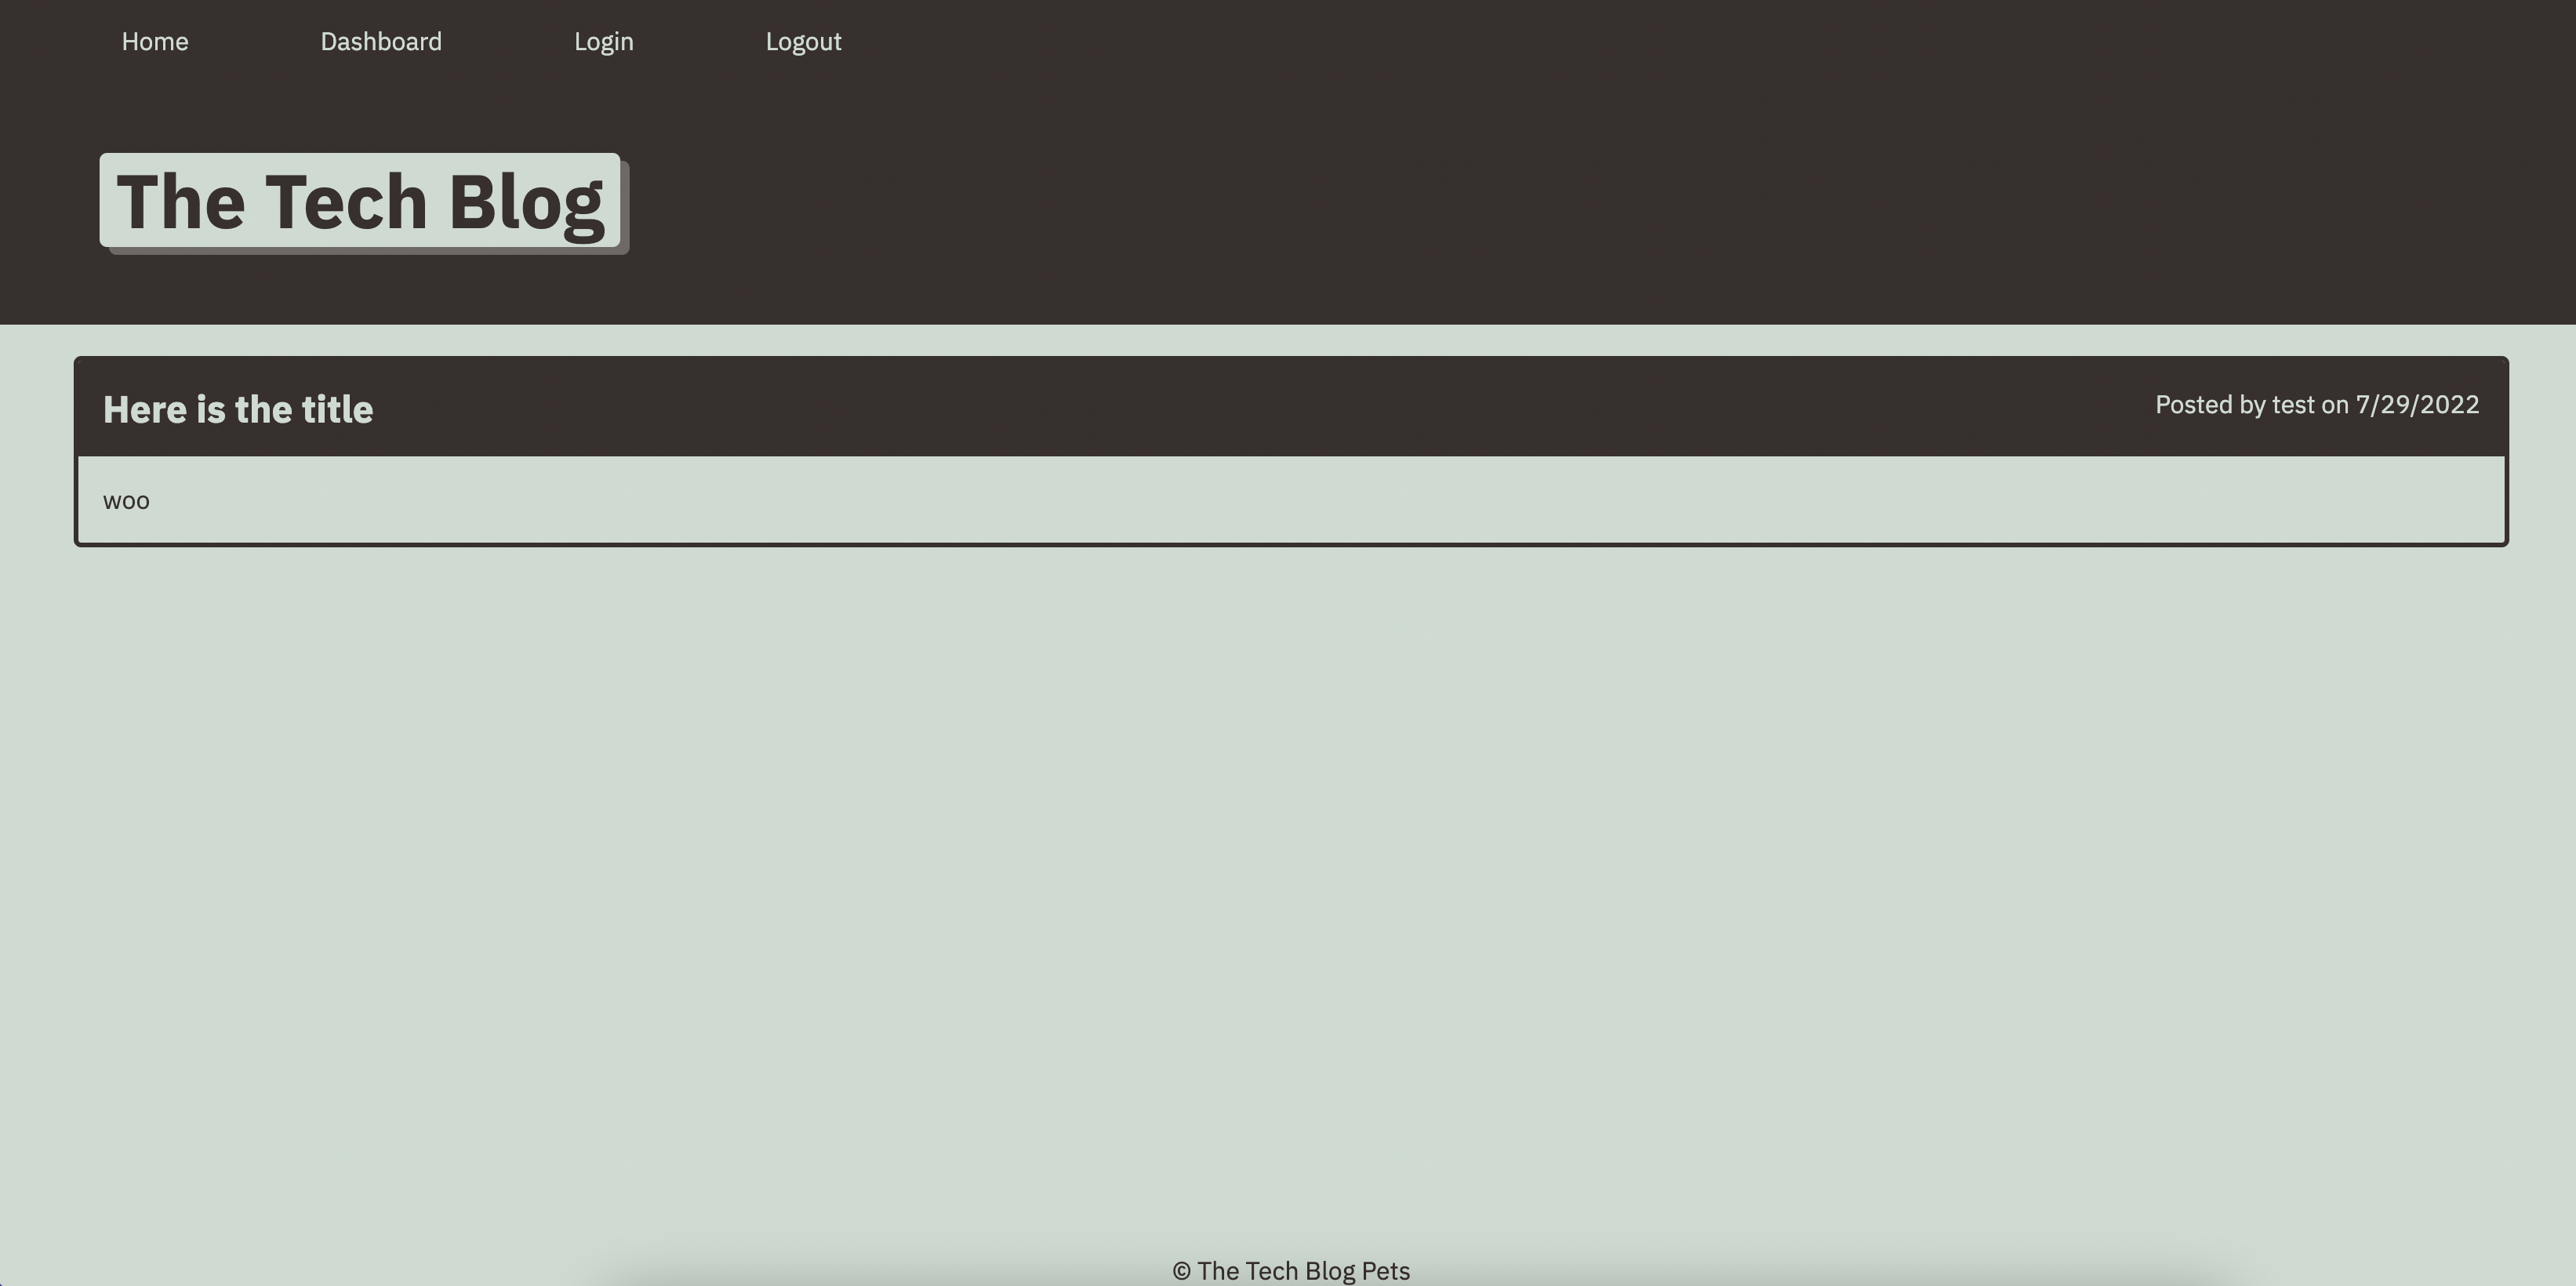 Home Dashboard Login Logout
The Tech Blog
Here is the title Posted by test on 7/29/2022
woo
© The Tech Blog Pets